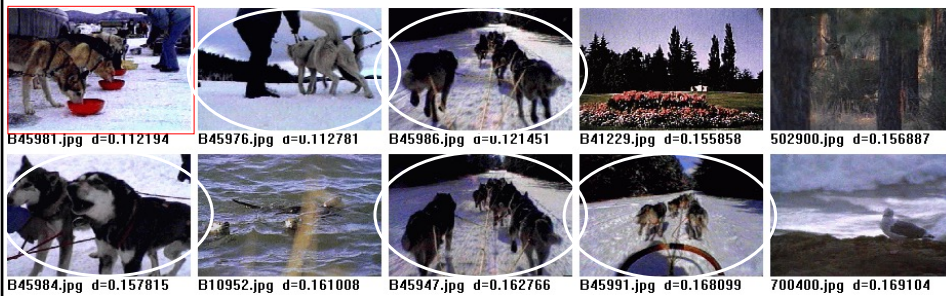 B45981.jpg d=0.112194
B45976.jpg d=0.112781
B45986.jpg d=0.121451
B41229.jpg d=0.155858
502900.jpg d=0.156887
B45984.jpg d=0.157815
B10952.jpg d=0.161008
B45947.jpg d=0.162766
B45991.jpg d=0.168099
700400.jpg d=0.169104